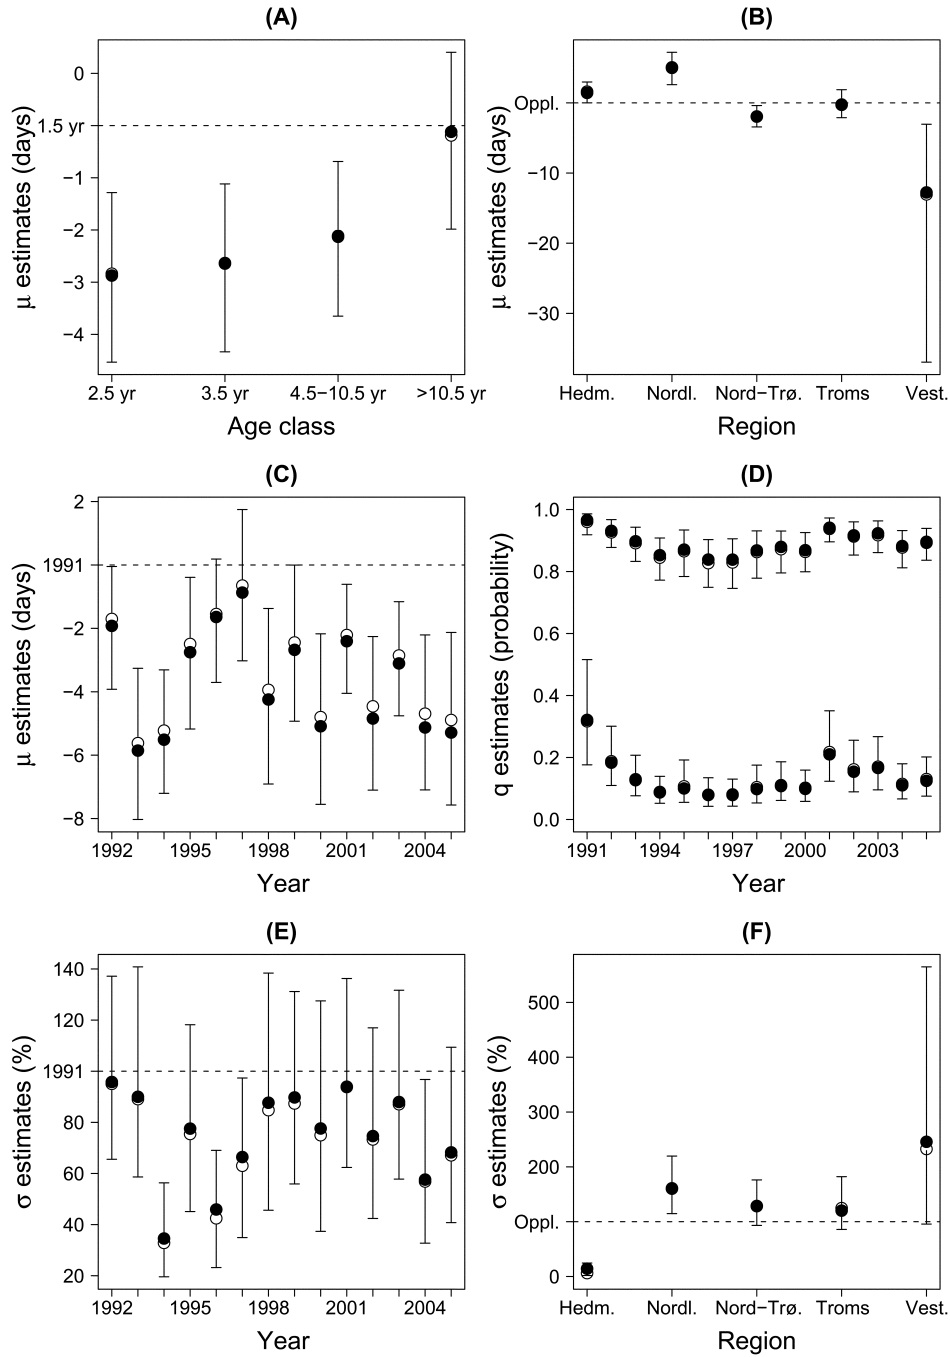 (A)
0
1.5 yr
−1
−2
−3
−4
μ estimates (days)
2.5 yr 3.5 yr 4.5−10.5 yr >10.5 yr
Age class
(B)
Oppl.
−10
−20
−30
μ estimates (days)
Hedm. Nordl. Nord−Trø. Troms Vest.
Region
(C)
2
1991
−2
−4
−6
−8
μ estimates (days)
1992 1995 1998 2001 2004
Year
(D)
1.0
0.8
0.6
0.4
0.2
0.0
q estimates (probability)
1991 1994 1997 2000 2003
Year
(E)
140
120
1991
80
60
40
20
σ estimates (%)
1992 1995 1998 2001 2004
Year
(F)
500
400
300
200
Oppl.
0
σ estimates (%)
Hedm. Nordl. Nord−Trø. Troms Vest.
Region